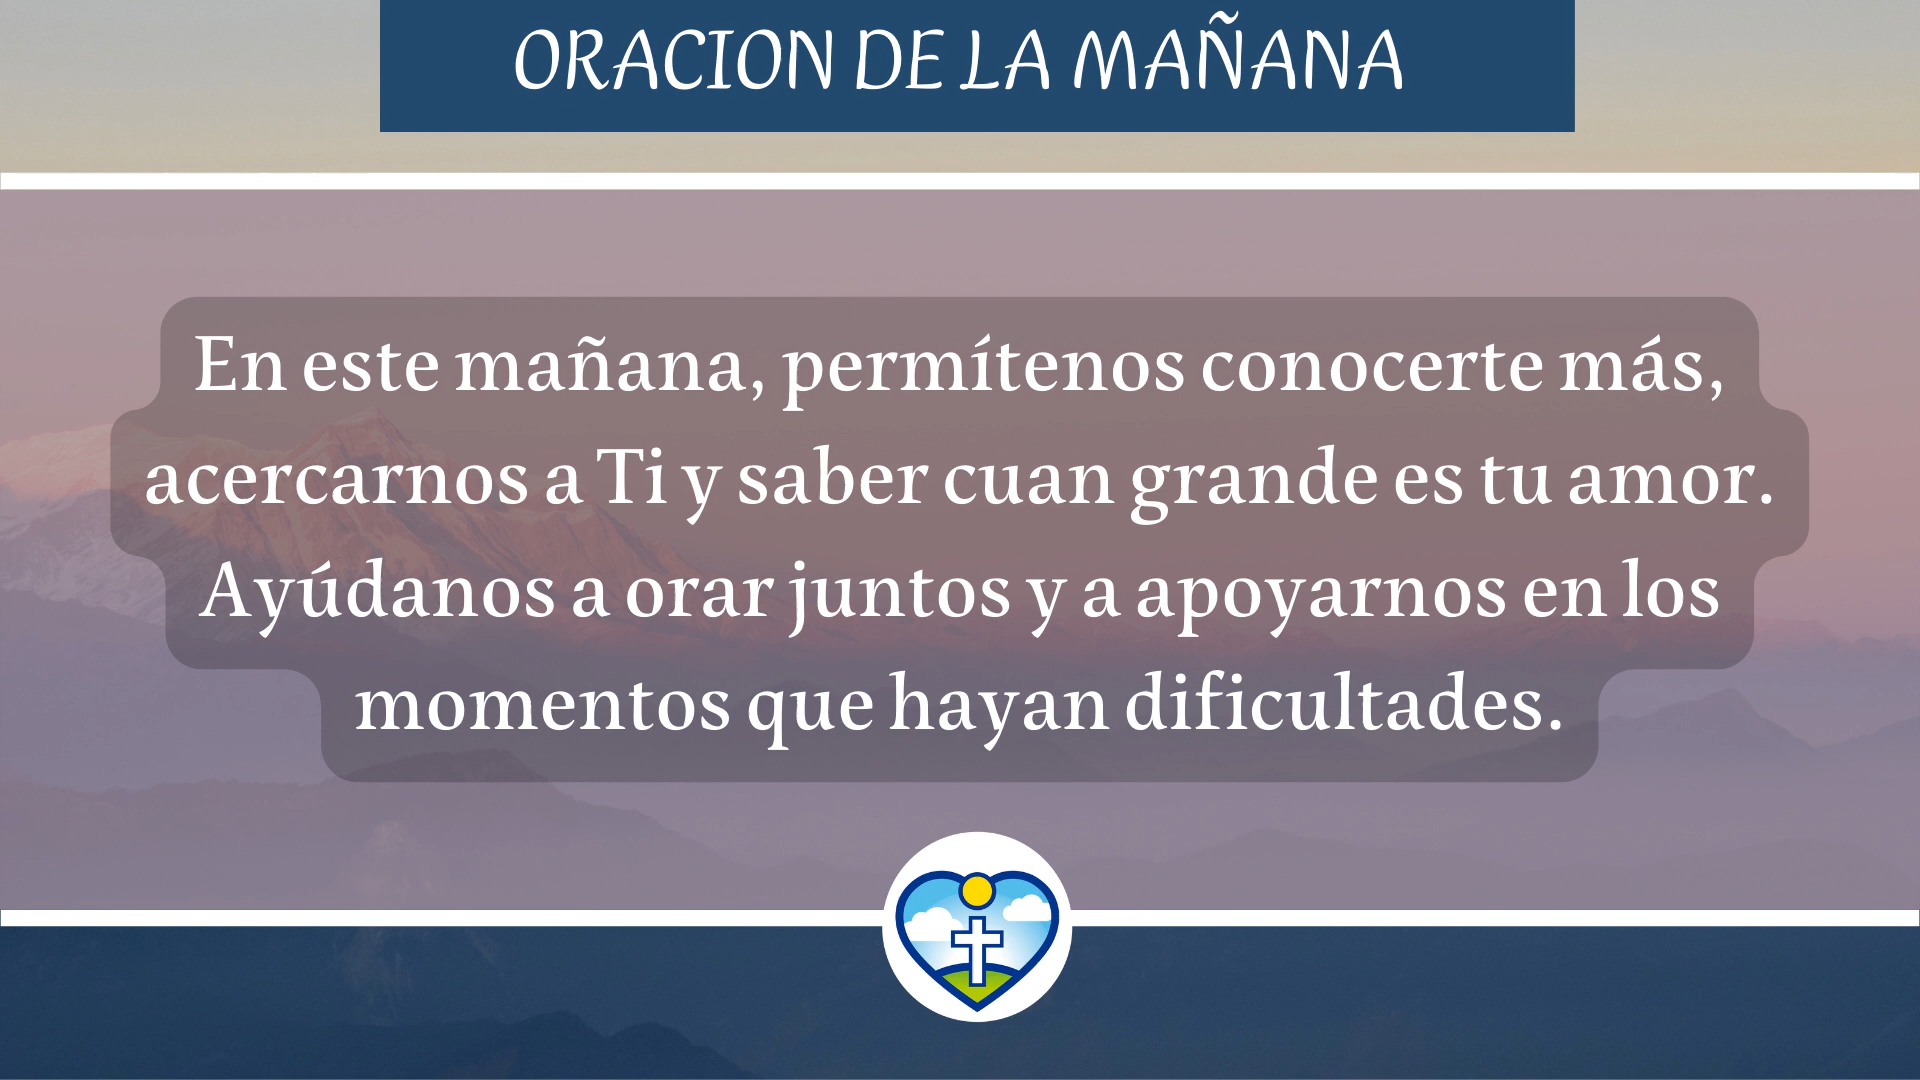 ORACION DE LA MAÑANA
En este mañana, permítenos conocerte más,
acercarnos a Ti y saber cuan grande es tu amor.
Ayúdanos a orar juntos y a apoyarnos en los
momentos que hayan dificultades.